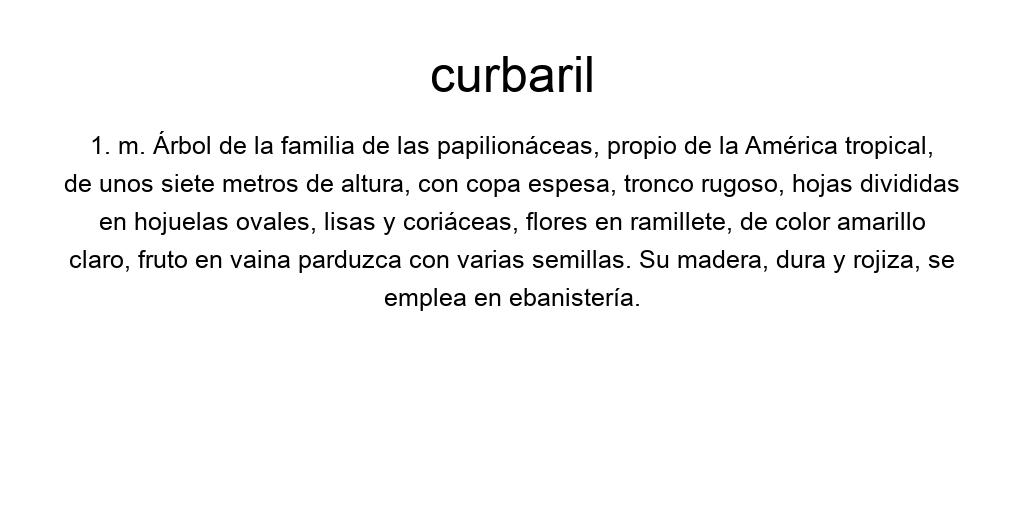 curbaril
1. m. Árbol de la familia de las papilionáceas, propio de la América tropical,
de unos siete metros de altura, con copa espesa, tronco rugoso, hojas divididas
en hojuelas ovales, lisas y coriáceas, flores en ramillete, de color amarillo
claro, fruto en vaina parduzca con varias semillas. Su madera, dura y rojiza, se
emplea en ebanistería.